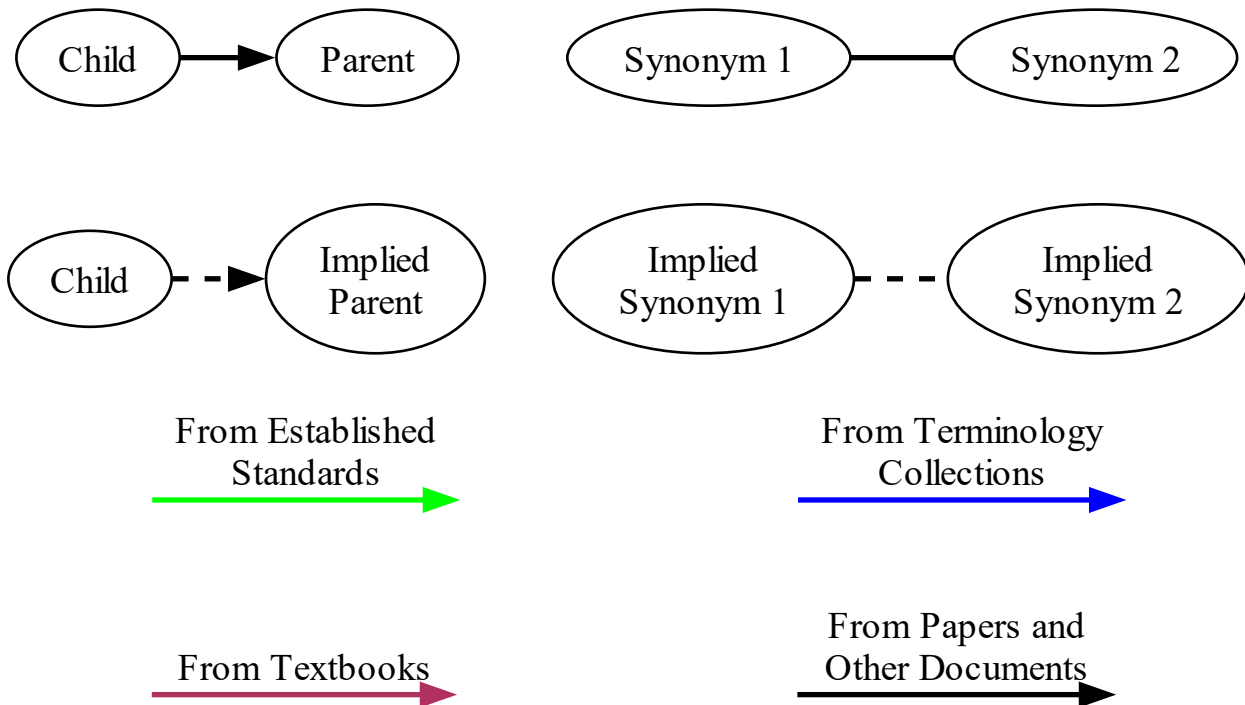 Child
Parent
Synonym 1
Synonym 2
Child
Implied
Parent
Implied
Synonym 1
Implied
Synonym 2
From Established
Standards
From Terminology
Collections
From Textbooks
From Papers and
Other Documents